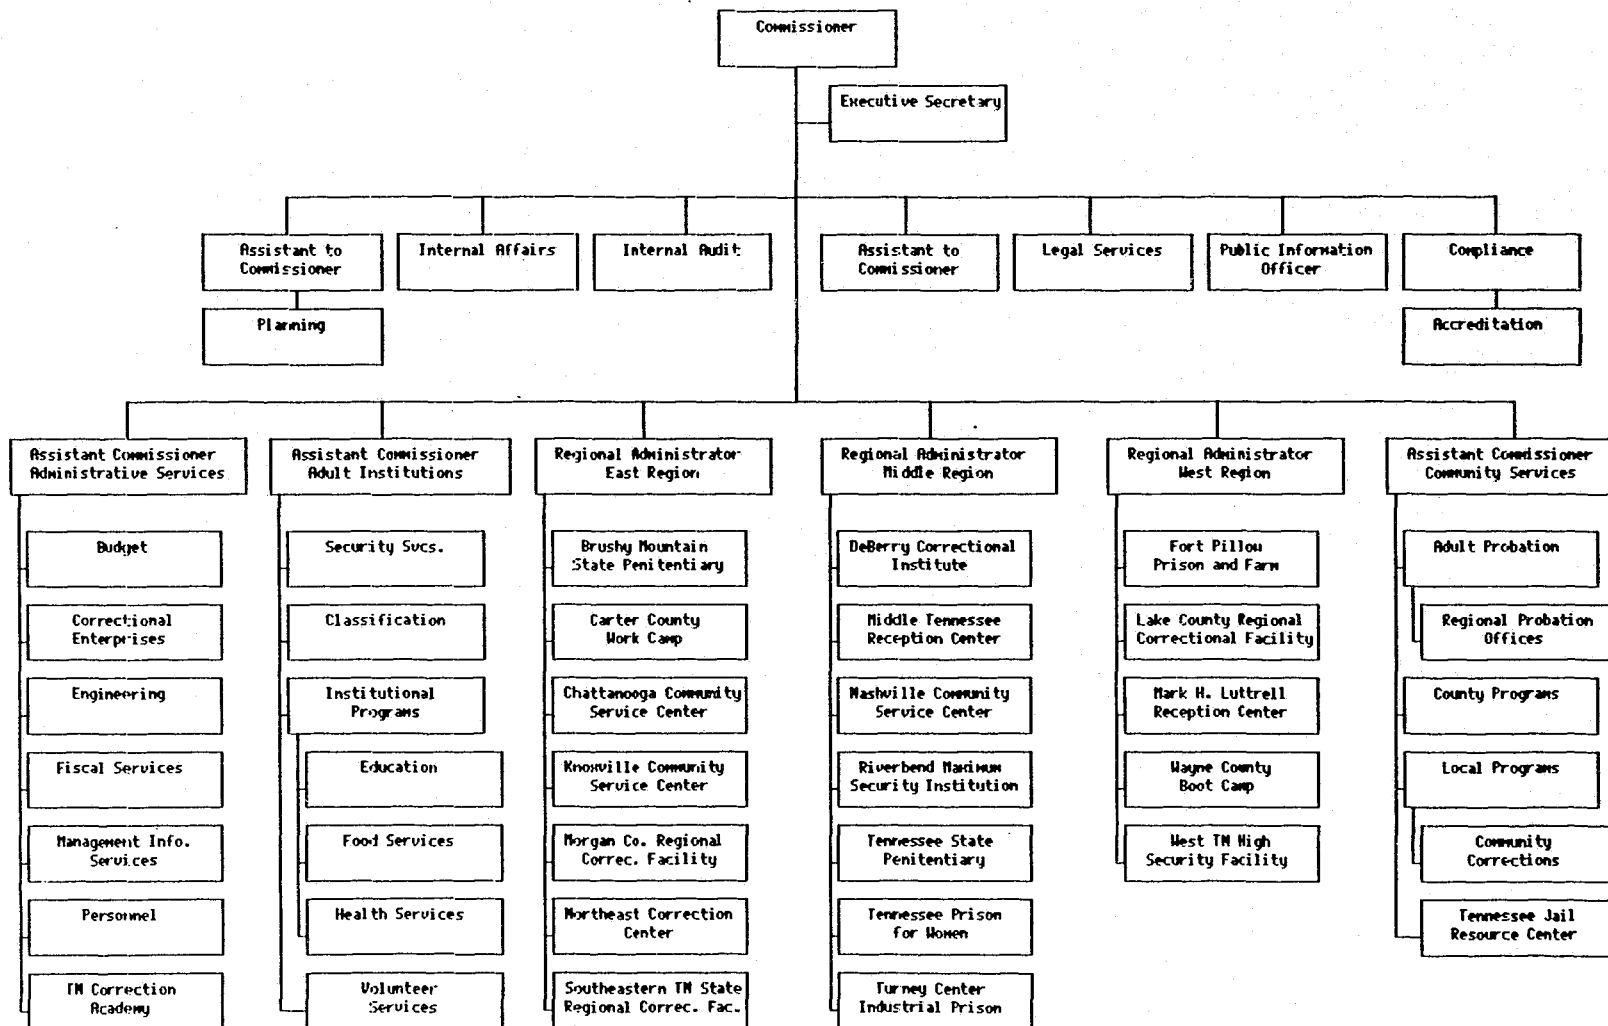 Commissioner
Executive Secretary
Assistant to
Commissioner
Internal Affairs
Internal Audit
Assistant to
Commissioner
Legal Services
Public Information
Officer
Compliance
Planning
Accreditation
Assistant Commissioner
Administrative Services
Budget
Correctional
Enterprises
Engineering
Fiscal Services
Management Info.
Services
Personnel
TN Correction
Academy
Assistant Commissioner
Adult Institutions
Security Svcs.
Classification
Institutional
Programs
Education
Food Services
Health Services
Volunteer
Services
Regional Administrator
East Region
Brushy Mountain
State Penitentiary
Carter County
Work Camp
Chattanooga Community
Service Center
Knoxville Community
Service Center
Morgan Co. Regional
Correc. Facility
Northeast Correction
Center
Southeastern TN State
Regional Correc. Fac.
Regional Administrator
Middle Region
DeBerry Correctional
Institute
Middle Tennessee
Reception Center
Nashville Community
Service Center
Riverbend Maximum
Security Institution
Tennessee State
Penitentiary
Tennessee Prison
for Women
Turney Center
Industrial Prison
Regional Administrator
West Region
Fort Pillow
Prison and Farm
Lake County Regional
Correctional Facility
Mark H. Luttrell
Reception Center
Wayne County
Boot Camp
West TN High
Security Facility
Assistant Commissioner
Community Services
Adult Probation
Regional Probation
Offices
County Programs
Local Programs
Community
Corrections
Tennessee Jail
Resource Center